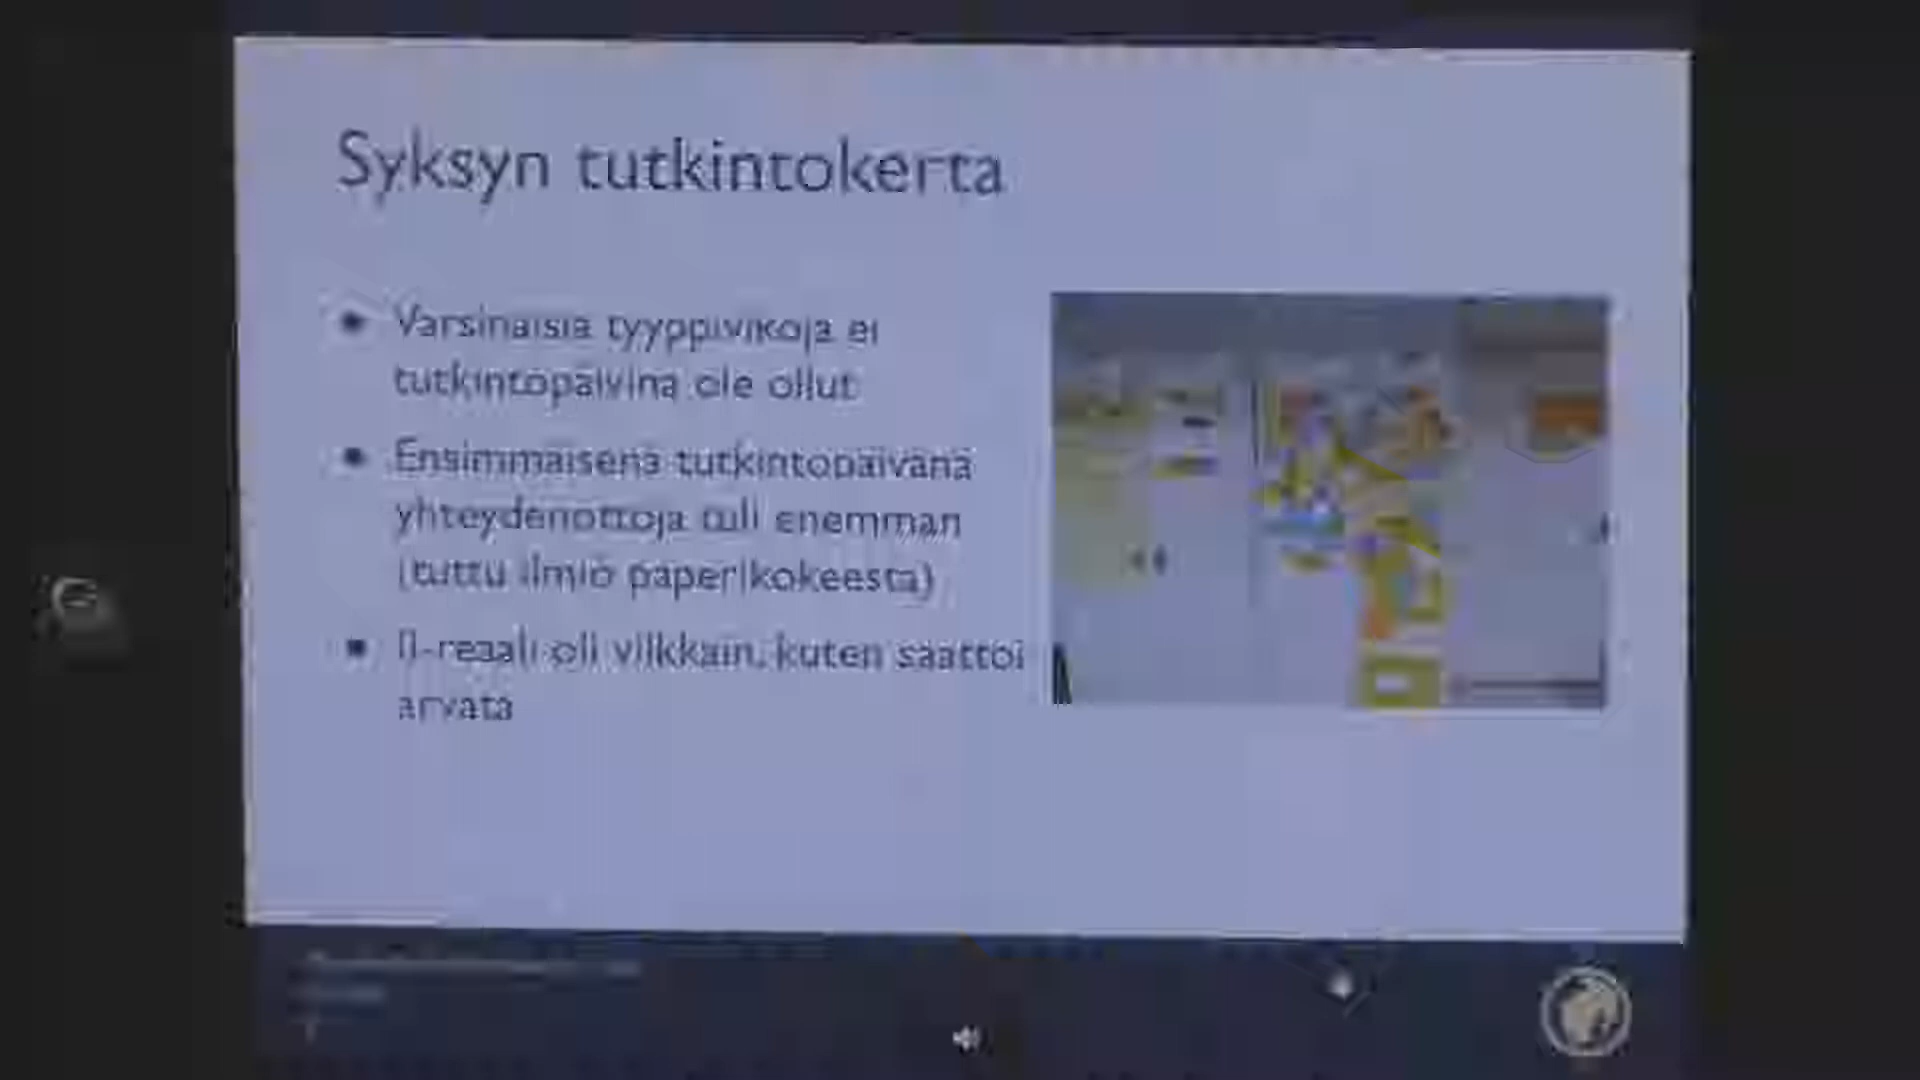 Syksyn tutkintokerta
• Varsinaisia tyyppivikoja ei
tutkintopäivinä ole ollut
• Ensimmäisenä tutkintopäivänä
yhteydenottoja tuli enemmän
(tuttu ilmiö paperikokeesta)
• II-reaali oli vilkkain, kuten saattoi
arvata